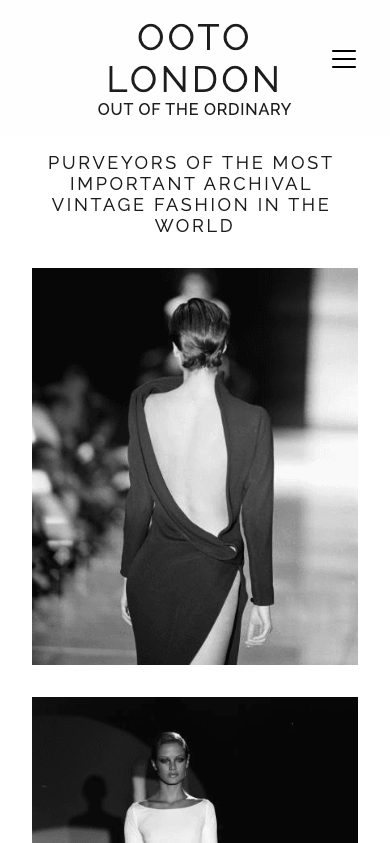 OOTO
LONDON
OUT OF THE ORDINARY
PURVEYORS OF THE MOST
IMPORTANT ARCHIVAL
VINTAGE FASHION IN THE
WORLD